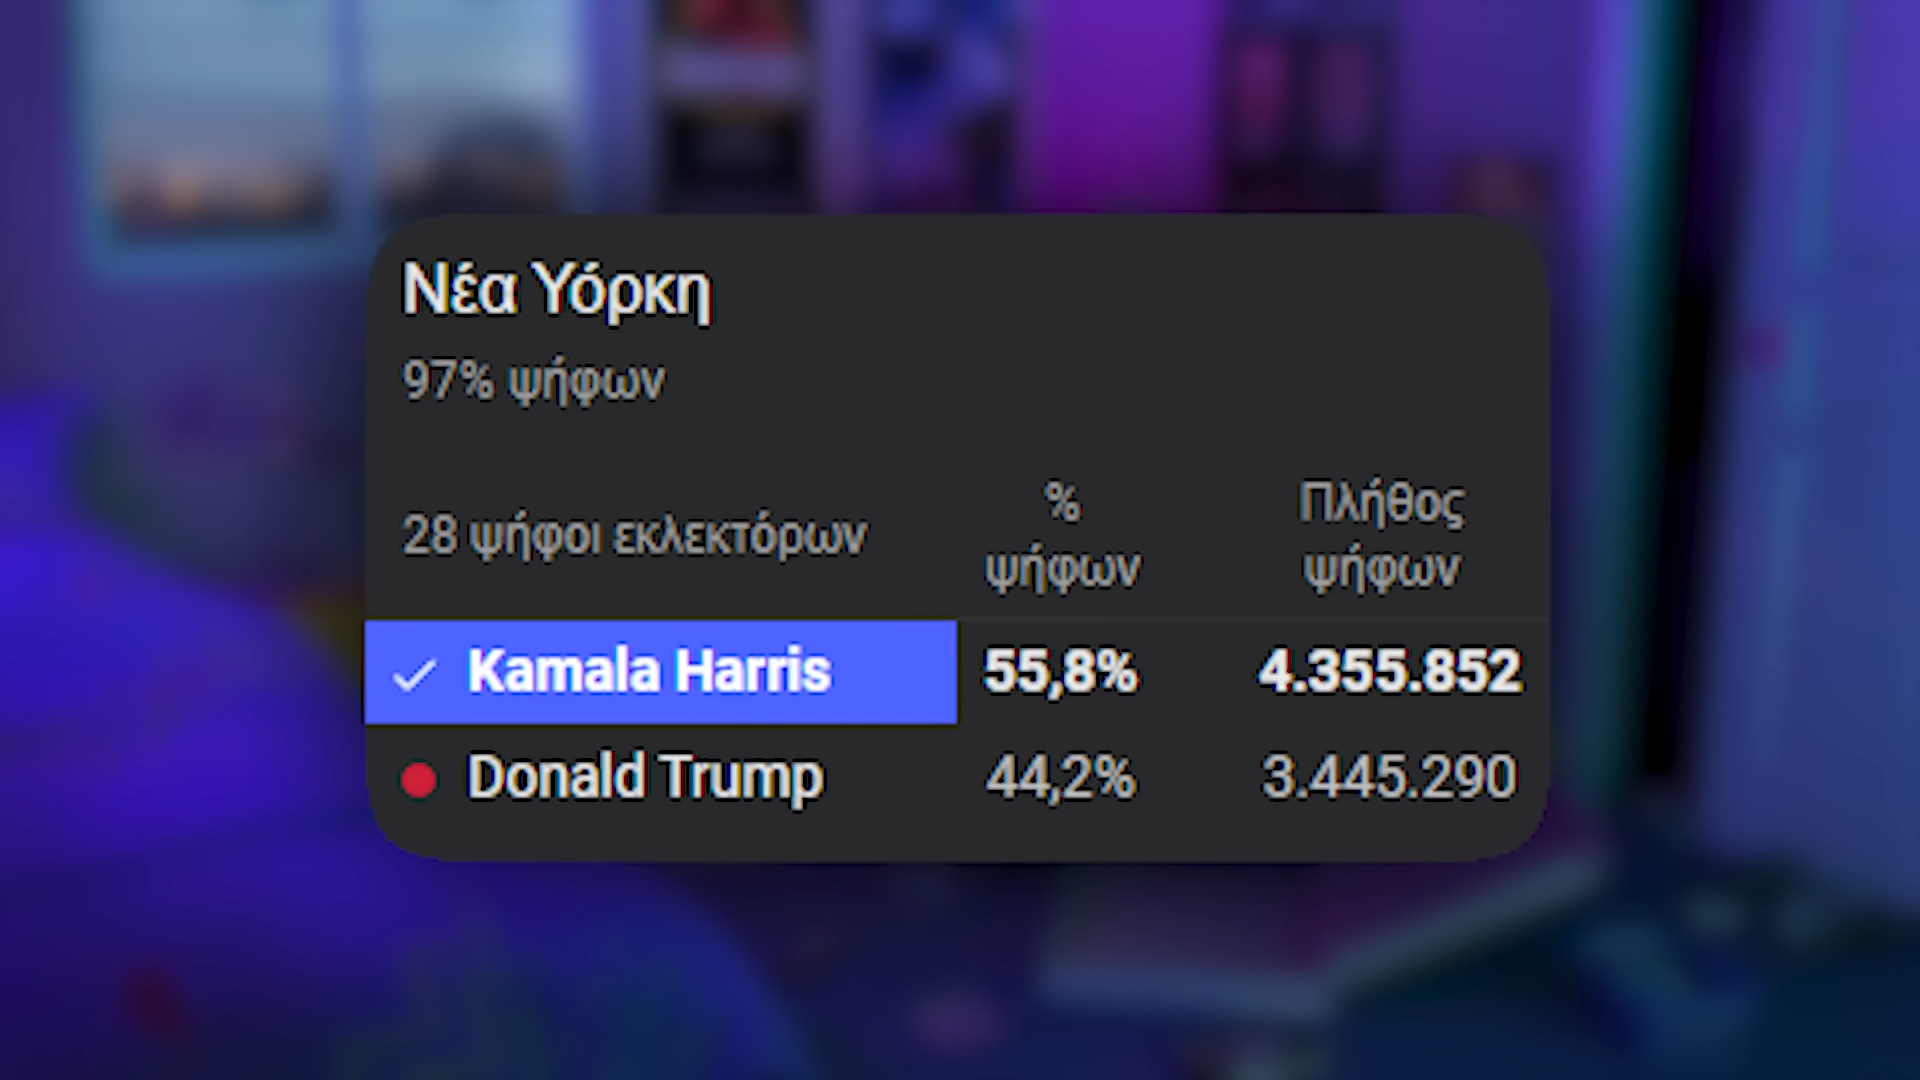 Νέα Υόρκη
97% ψήφων
28 ψήφοι εκλεκτόρων
%
ψήφων
Πλήθος
ψήφων
Kamala Harris 55,8% 4.355.852
Donald Trump 44,2% 3.445.290